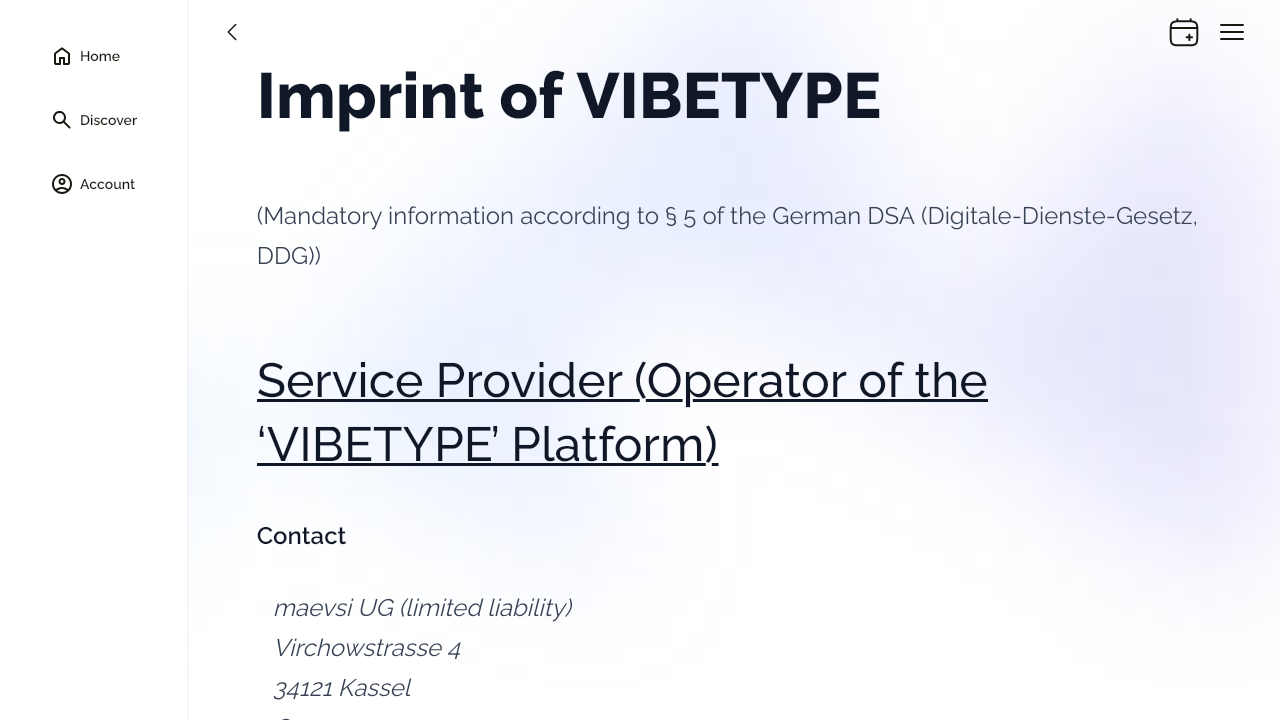 Home
Discover
Account
Imprint of VIBETYPE
(Mandatory information according to § 5 of the German DSA (Digitale-Dienste-Gesetz,
DDG))
Service Provider (Operator of the
‘VIBETYPE’ Platform)
Contact
maevsi UG (limited liability)
Virchowstrasse 4
34121 Kassel